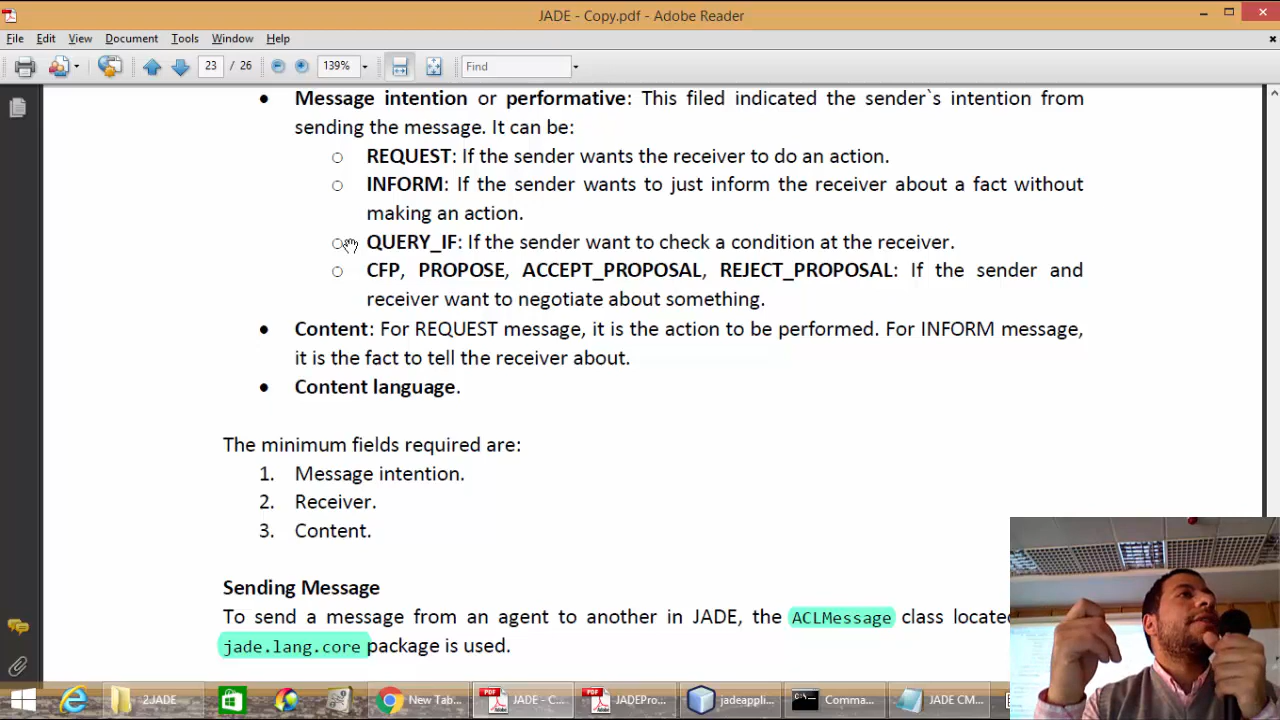 JADE - Copy.pdf - Adobe Reader
File Edit View Document Tools Window Help
23 / 26 139% Find
Message intention or performative: This filed indicated the sender`s intention from
sending the message. It can be:
REQUEST: If the sender wants the receiver to do an action.
INFORM: If the sender wants to just inform the receiver about a fact without
making an action.
QUERY_IF: If the sender want to check a condition at the receiver.
CFP, PROPOSE, ACCEPT_PROPOSAL, REJECT_PROPOSAL: If the sender and
receiver want to negotiate about something.
Content: For REQUEST message, it is the action to be performed. For INFORM message,
it is the fact to tell the receiver about.
Content language.
The minimum fields required are:
1. Message intention.
2. Receiver.
3. Content.
Sending Message
To send a message from an agent to another in JADE, the ACLMessage class located
jade.lang.core package is used.
2JADE New Tab... JADE - C... JADEPro... jadeappli... Comma... JADE CM...